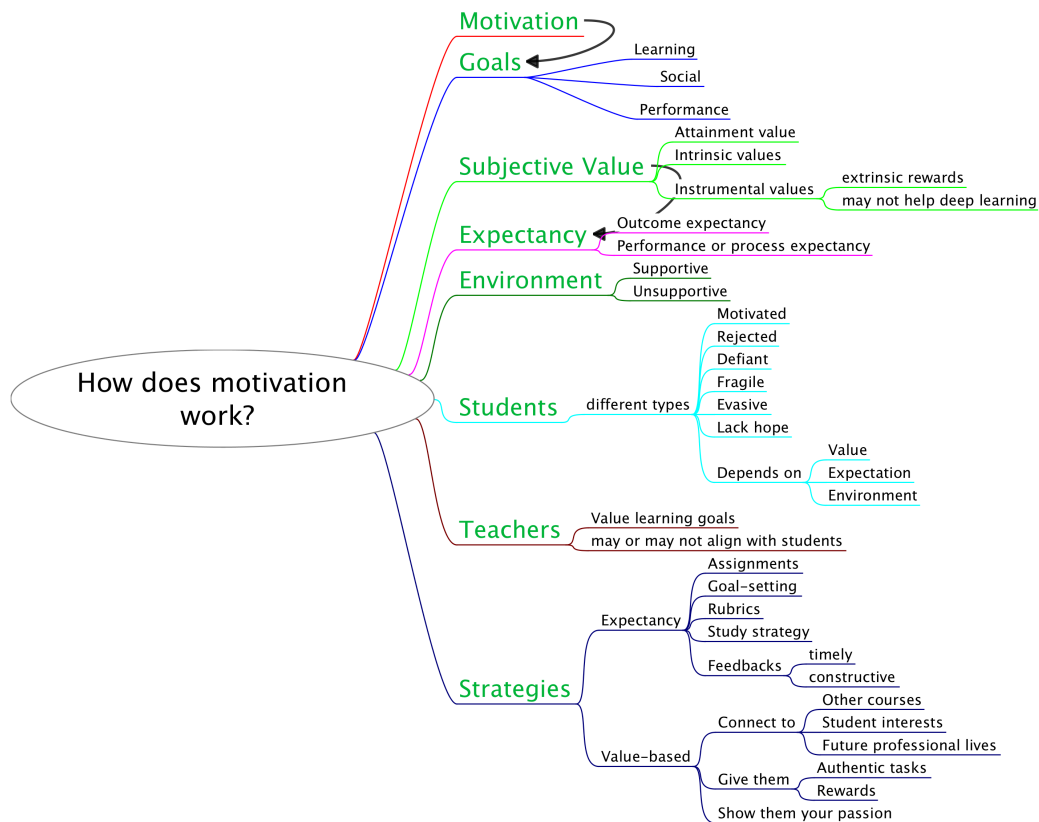 Motivation
Goals
Learning
Social
Performance
Subjective Value
Attainment value
Intrinsic values
Instrumental values
extrinsic rewards
may not help deep learning
Expectancy
Outcome expectancy
Performance or process expectancy
Environment
Supportive
Unsupportive
How does motivation
work?
Students
different types
Motivated
Rejected
Defiant
Fragile
Evasive
Lack hope
Depends on
Value
Expectation
Environment
Teachers
Value learning goals
may or may not align with students
Strategies
Expectancy
Assignments
Goal-setting
Rubrics
Study strategy
Feedbacks
timely
constructive
Value-based
Connect to
Other courses
Student interests
Future professional lives
Give them
Authentic tasks
Rewards
Show them your passion